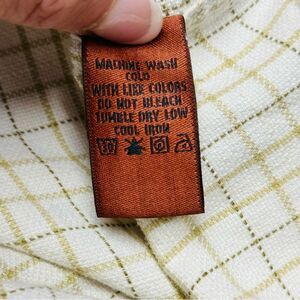 MACHINE WASH
COLD
WITH LIKE COLORS
DO NOT BLEACH
TUMBLE DRY LOW
COOL IRON